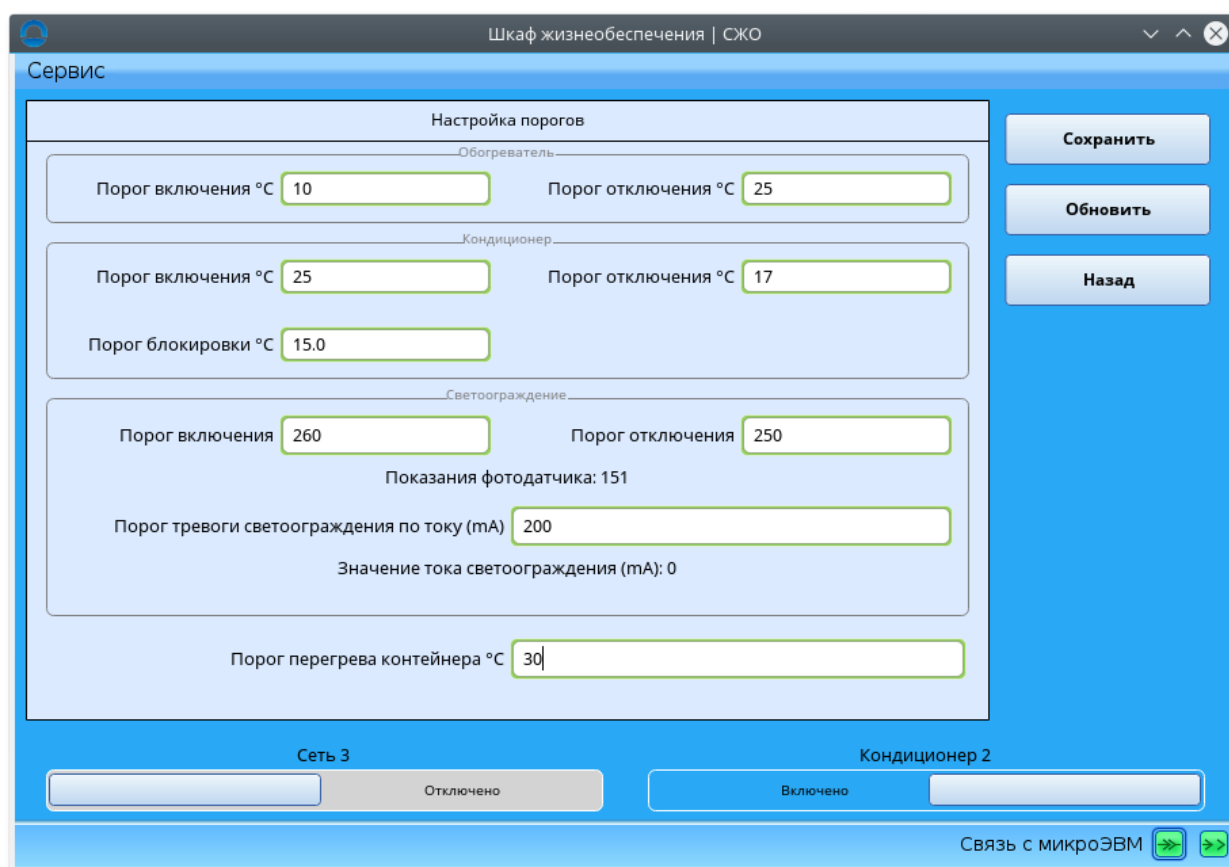 Шкаф жизнеобеспечения | СЖО
Сервис
Настройка порогов
Обогреватель
Порог включения °C 10 Порог отключения °C 25
Кондиционер
Порог включения °C 25 Порог отключения °C 17
Порог блокировки °C 15.0
Светоограждение
Порог включения 260 Порог отключения 250
Показания фотодатчика: 151
Порог тревоги светоограждения по току (mA) 200
Значение тока светоограждения (mA): 0
Порог перегрева контейнера °C 30
Сохранить
Обновить
Назад
Сеть 3 Кондиционер 2
Отключено Включено
Связь с микроЭВМ